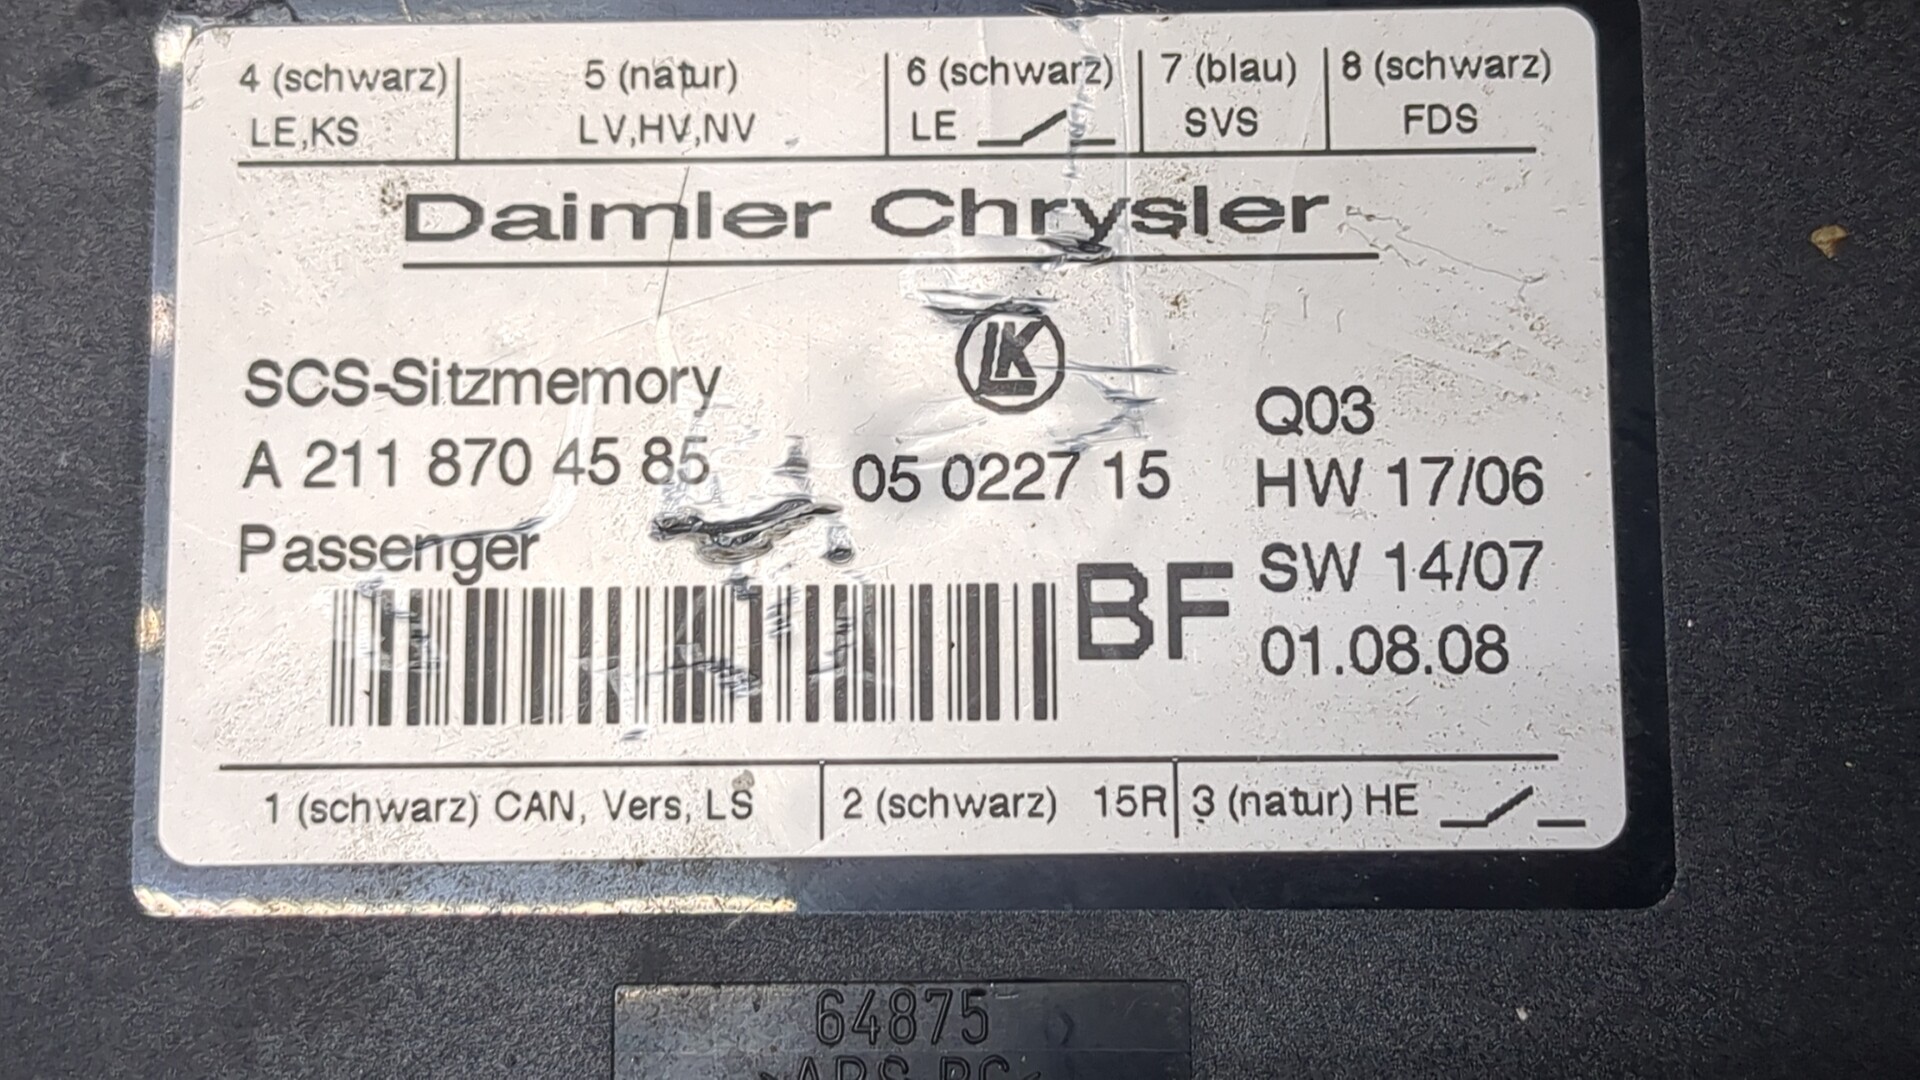 4 (schwarz) 5 (natur) 6 (schwarz) 7 (blau) 8 (schwarz)
LE,KS LV,HV,NV LE SVS FDS
Daimler Chrysler
LK
SCS-Sitzmemory
Q03
A 211 870 45 85 05 0227 15 HW 17/06
Passenger
BF SW 14/07
01.08.08
1 (schwarz) CAN, Vers, LS 2 (schwarz) 15R 3 (natur) HE
64875